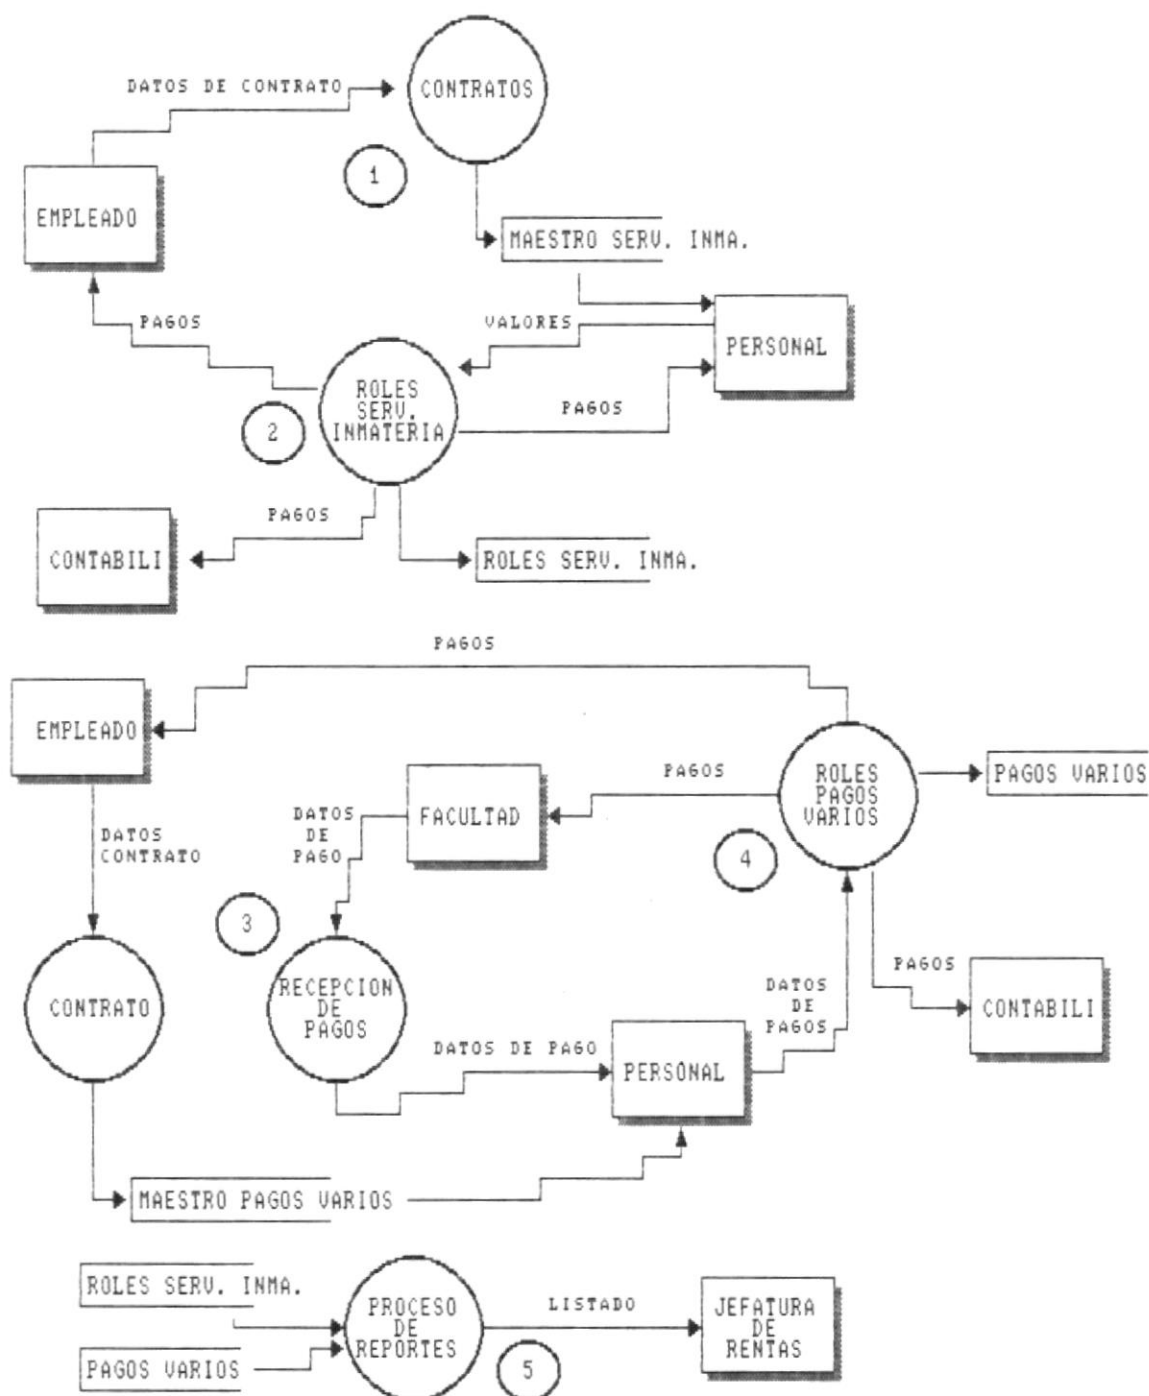 DATOS DE CONTRATO
CONTRATOS
1
EMPLEADO
MAESTRO SERV. INMA.
PAGOS
VALORES
PERSONAL
ROLES
SERV.
INMATERIA
2
PAGOS
PAGOS
CONTABILI
ROLES SERV. INMA.
PAGOS
EMPLEADO
ROLES
PAGOS
VARIOS
PAGOS VARIOS
PAGOS
FACULTAD
DATOS
DE
PAGO
4
DATOS
CONTRATO
3
CONTRATO
RECEPCION
DE
PAGOS
DATOS
DE
PAGOS
PAGOS
CONTABILI
DATOS DE PAGO
PERSONAL
MAESTRO PAGOS VARIOS
ROLES SERV. INMA.
PROCESO
DE
REPORTES
LISTADO
JEFATURA
DE
RENTAS
PAGOS VARIOS
5